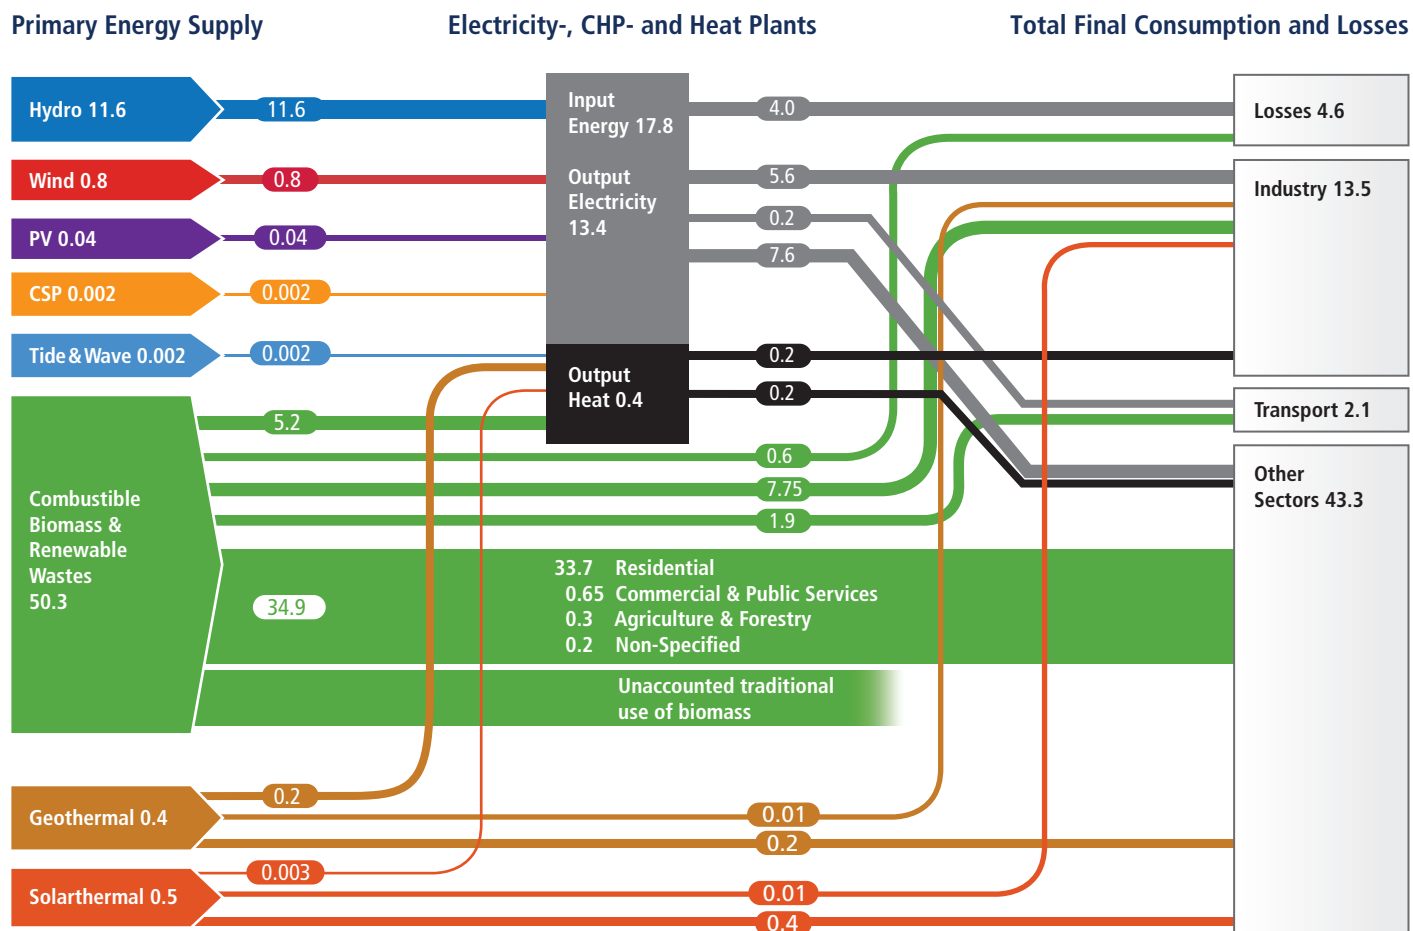 Primary Energy Supply
Electricity-, CHP- and Heat Plants
Total Final Consumption and Losses
Hydro 11.6
11.6
Wind 0.8
0.8
PV 0.04
0.04
CSP 0.002
0.002
Tide & Wave 0.002
0.002
Combustible
Biomass &
Renewable
Wastes
50.3
5.2
34.9
Geothermal 0.4
0.2
Solarthermal 0.5
0.003
Input
Energy 17.8
Output
Electricity
13.4
Output
Heat 0.4
4.0
5.6
0.2
7.6
0.2
0.2
0.6
7.75
1.9
33.7 Residential
0.65 Commercial & Public Services
0.3 Agriculture & Forestry
0.2 Non-Specified
Unaccounted traditional
use of biomass
0.01
0.2
0.01
0.4
Losses 4.6
Industry 13.5
Transport 2.1
Other
Sectors 43.3